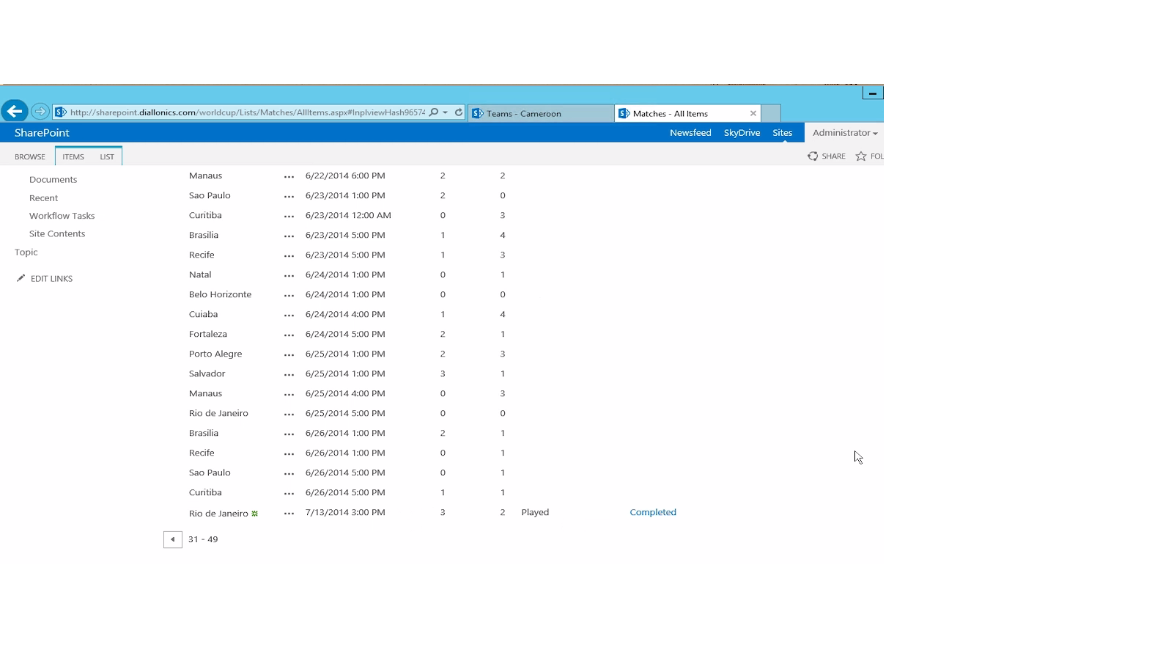 http://sharepoint.diallonics.com/worldcup/Lists/Matches/AllItems.aspx#InplviewHash96574 Teams - Cameroon Matches - All Items
SharePoint Newsfeed SkyDrive Sites Administrator
BROWSE ITEMS LIST SHARE FOL
Documents
Recent
Workflow Tasks
Site Contents
Topic
EDIT LINKS
Manaus ... 6/22/2014 6:00 PM 2 2
Sao Paulo ... 6/23/2014 1:00 PM 2 0
Curitiba ... 6/23/2014 12:00 AM 0 3
Brasilia ... 6/23/2014 5:00 PM 1 4
Recife ... 6/23/2014 5:00 PM 1 3
Natal ... 6/24/2014 1:00 PM 0 1
Belo Horizonte ... 6/24/2014 1:00 PM 0 0
Cuiaba ... 6/24/2014 4:00 PM 1 4
Fortaleza ... 6/24/2014 5:00 PM 2 1
Porto Alegre ... 6/25/2014 1:00 PM 2 3
Salvador ... 6/25/2014 1:00 PM 3 1
Manaus ... 6/25/2014 4:00 PM 0 3
Rio de Janeiro ... 6/25/2014 5:00 PM 0 0
Brasilia ... 6/26/2014 1:00 PM 2 1
Recife ... 6/26/2014 1:00 PM 0 1
Sao Paulo ... 6/26/2014 5:00 PM 0 1
Curitiba ... 6/26/2014 5:00 PM 1 1
Rio de Janeiro ... 7/13/2014 3:00 PM 3 2 Played Completed
31 - 49